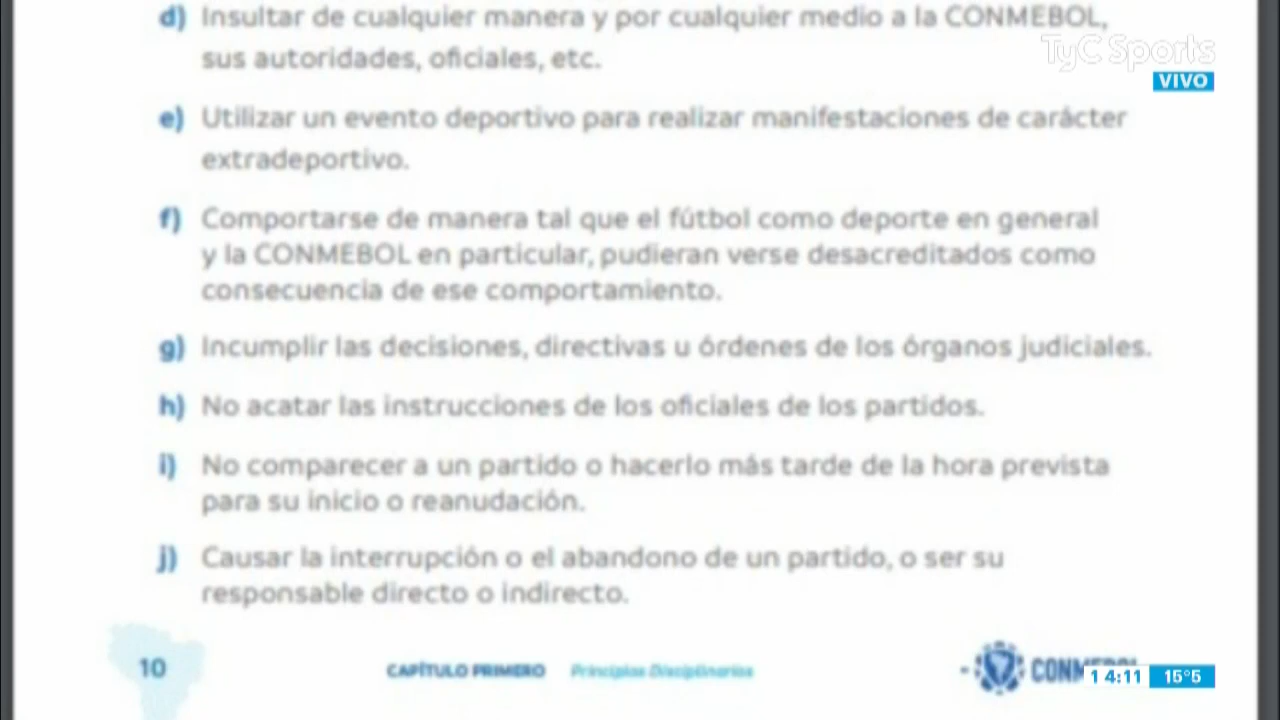 d) Insultar de cualquier manera y por cualquier medio a la CONMEBOL,
sus autoridades, oficiales, etc.
TyC Sports
VIVO
e) Utilizar un evento deportivo para realizar manifestaciones de carácter
extradeportivo.
f) Comportarse de manera tal que el fútbol como deporte en general
y la CONMEBOL en particular, pudieran verse desacreditados como
consecuencia de ese comportamiento.
g) Incumplir las decisiones, directivas u órdenes de los órganos judiciales.
h) No acatar las instrucciones de los oficiales de los partidos.
i) No comparecer a un partido o hacerlo más tarde de la hora prevista
para su inicio o reanudación.
j) Causar la interrupción o el abandono de un partido, o ser su
responsable directo o indirecto.
10 CAPÍTULO PRIMERO Principios Disciplinarios CONMEBOL
14:11 15°5